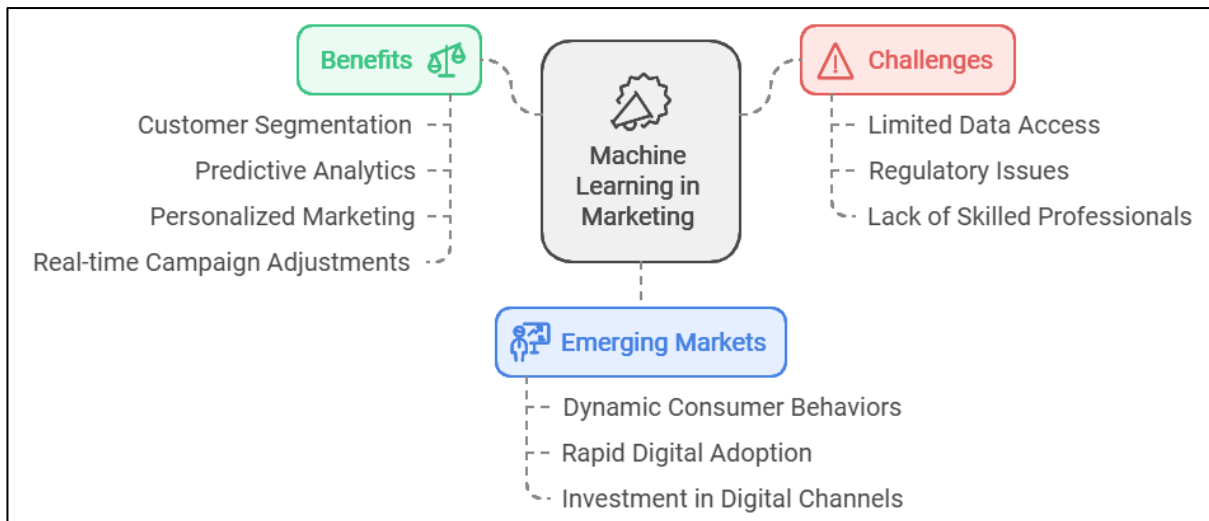 Benefits
Customer Segmentation
Predictive Analytics
Personalized Marketing
Real-time Campaign Adjustments
Machine
Learning in
Marketing
Challenges
Limited Data Access
Regulatory Issues
Lack of Skilled Professionals
Emerging Markets
Dynamic Consumer Behaviors
Rapid Digital Adoption
Investment in Digital Channels